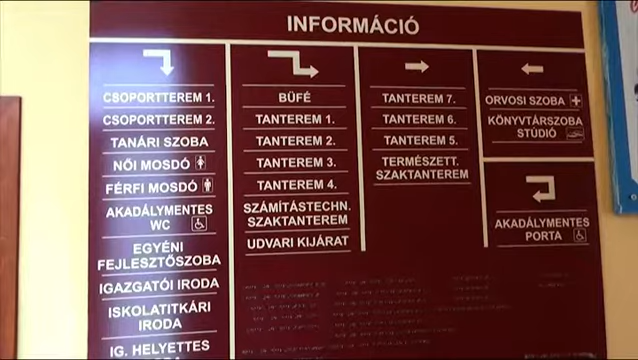 INFORMÁCIÓ
CSOPORTTEREM 1.
CSOPORTTEREM 2.
TANÁRI SZOBA
NŐI MOSDÓ
FÉRFI MOSDÓ
AKADÁLYMENTES
WC
EGYÉNI
FEJLESZTŐSZOBA
IGAZGATÓI IRODA
ISKOLATITKÁRI
IRODA
IG. HELYETTES
BÜFÉ
TANTEREM 1.
TANTEREM 2.
TANTEREM 3.
TANTEREM 4.
SZÁMÍTÁSTECHN.
SZAKTANTEREM
UDVARI KIJÁRAT
TANTEREM 7.
TANTEREM 6.
TANTEREM 5.
TERMÉSZETT.
SZAKTANTEREM
ORVOSI SZOBA
KÖNYVTÁRSZOBA
STÚDIÓ
AKADÁLYMENTES
PORTA